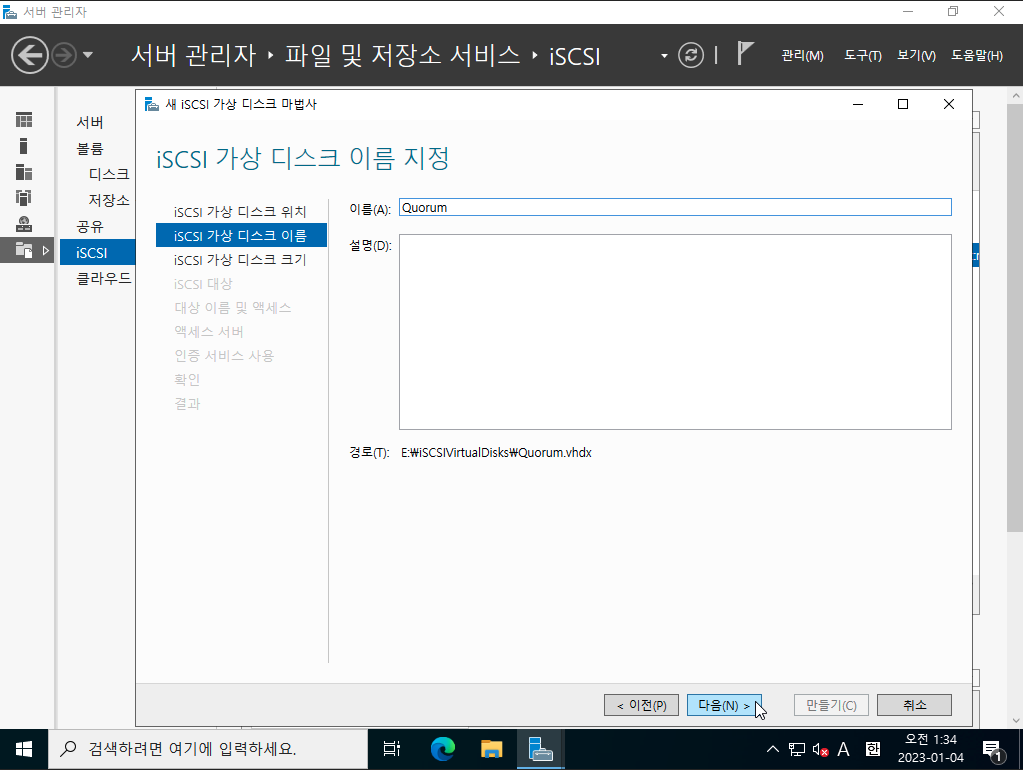 서버 관리자
서버 관리자 ‣ 파일 및 저장소 서비스 ‣ iSCSI
관리(M) 도구(T) 보기(V) 도움말(H)
서버
볼륨
디스크
저장소
공유
iSCSI
클라우드
새 iSCSI 가상 디스크 마법사
iSCSI 가상 디스크 이름 지정
iSCSI 가상 디스크 위치
iSCSI 가상 디스크 이름
iSCSI 가상 디스크 크기
iSCSI 대상
대상 이름 및 액세스
액세스 서버
인증 서비스 사용
확인
결과
이름(A): Quorum
설명(D):
경로(T): E:₩iSCSIVirtualDisks₩Quorum.vhdx
< 이전(P) 다음(N) > 만들기(C) 취소
검색하려면 여기에 입력하세요.
A 한
오전 1:34
2023-01-04
1